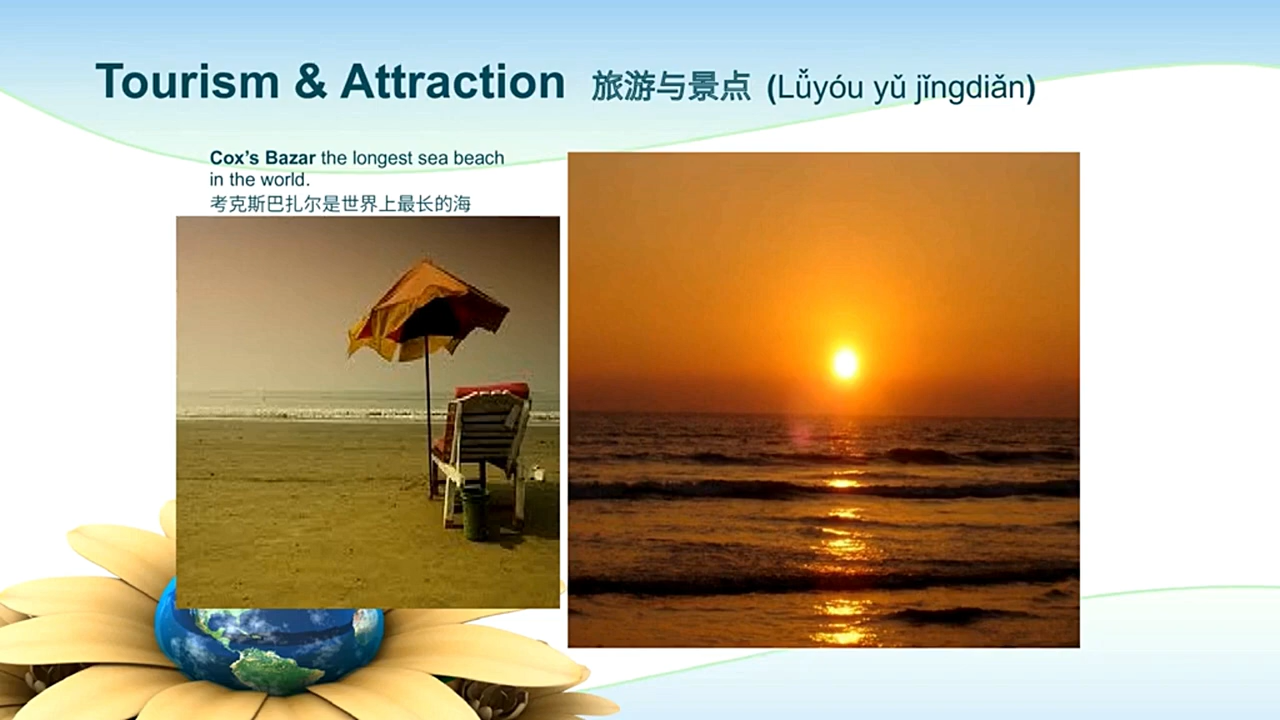 Tourism & Attraction 旅游与景点 (Lǚyóu yǔ jǐngdiǎn)
Cox's Bazar the longest sea beach
in the world.
考克斯巴扎尔是世界上最长的海